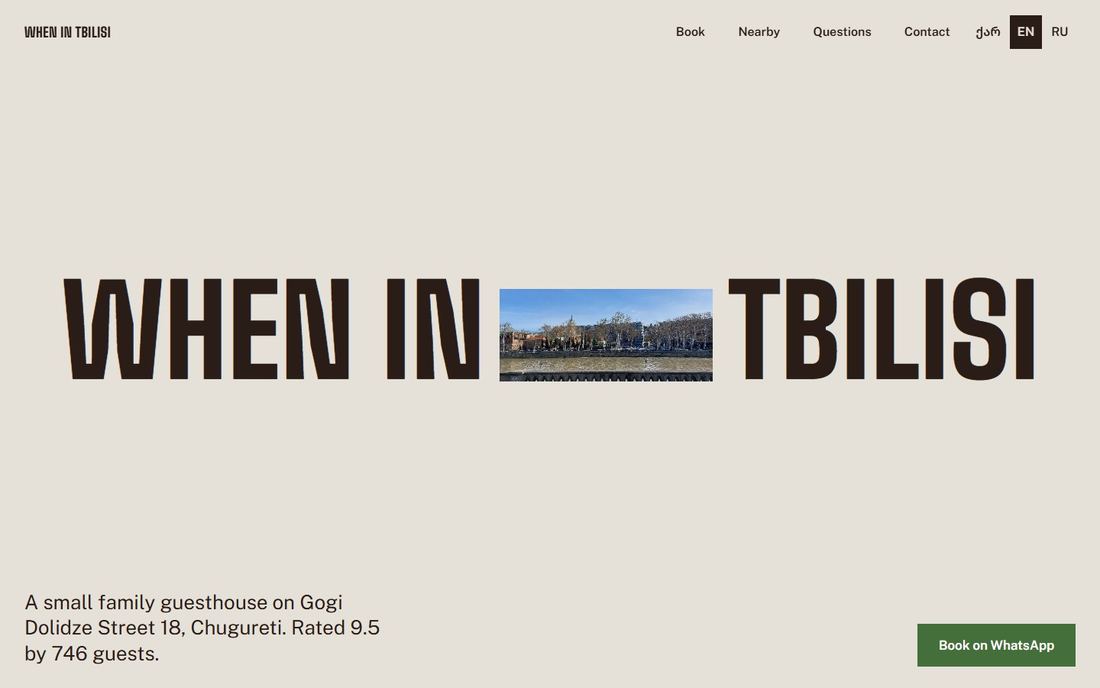 WHEN IN TBILISI
Book
Nearby
Questions
Contact
ქარ
EN
RU
WHEN IN TBILISI
A small family guesthouse on Gogi
Dolidze Street 18, Chugureti. Rated 9.5
by 746 guests.
Book on WhatsApp